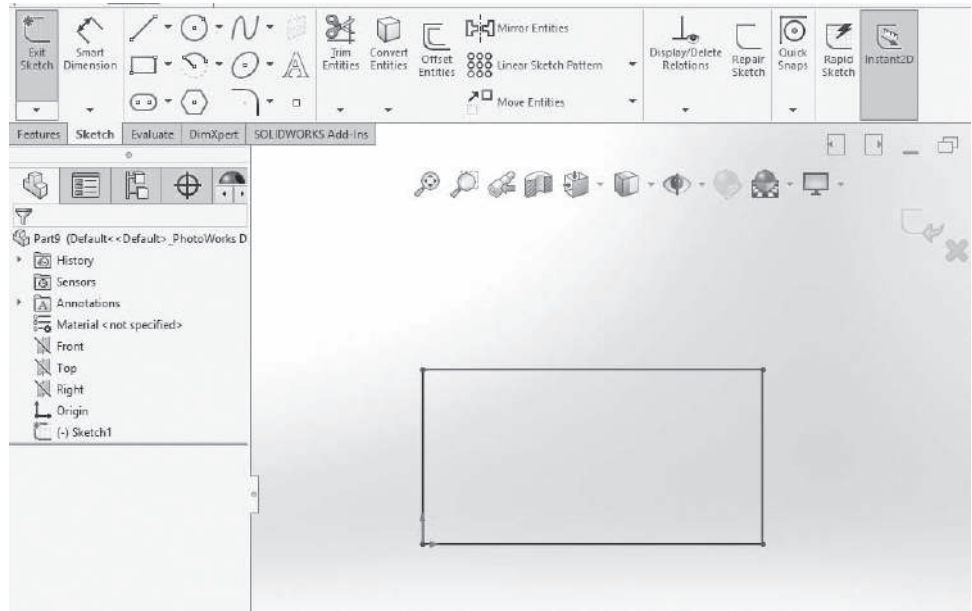 Exit Sketch
Smart Dimension
Trim Entities
Convert Entities
Offset Entities
Mirror Entities
Linear Sketch Pattern
Move Entities
Display/Delete Relations
Repair Sketch
Quick Snaps
Rapid Sketch
Instant2D
Features Sketch Evaluate DimXpert SOLIDWORKS Add-Ins
Part9 (Default<<Default>_PhotoWorks D
History
Sensors
A Annotations
Material <not specified>
Front
Top
Right
Origin
(-) Sketch1